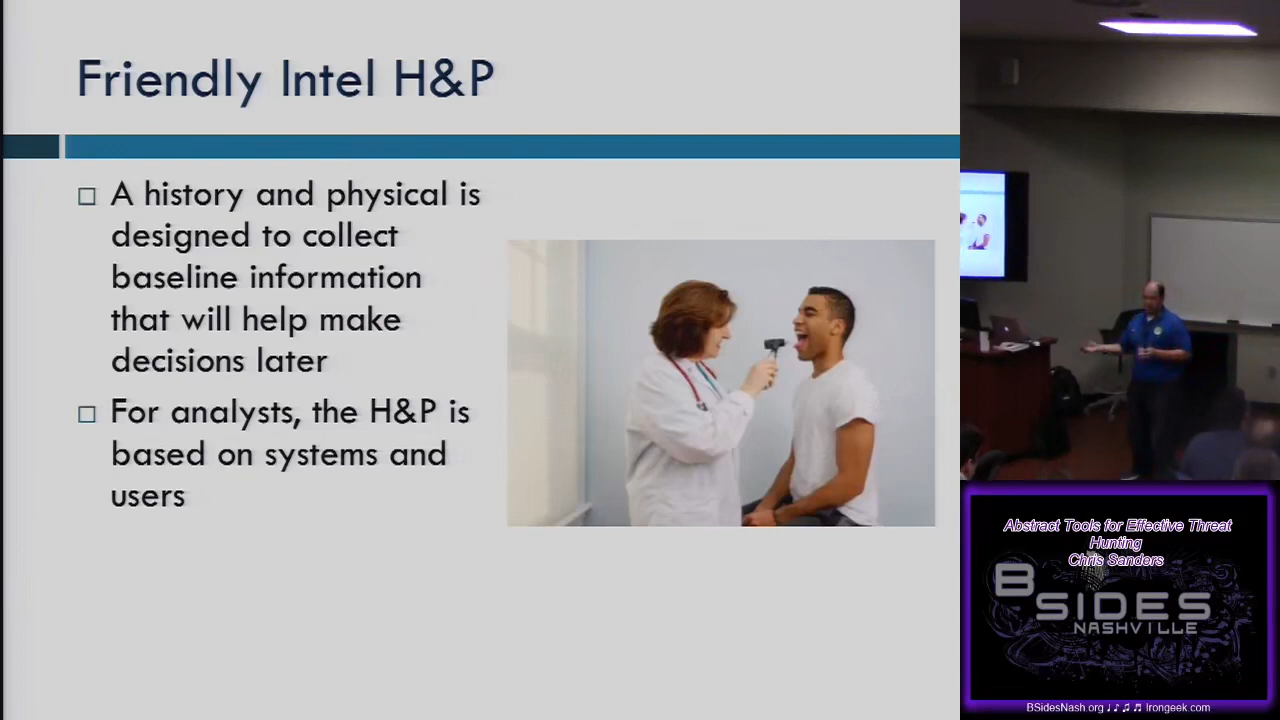 Friendly Intel H&P
□ A history and physical is
designed to collect
baseline information
that will help make
decisions later
□ For analysts, the H&P is
based on systems and
users
Abstract Tools for Effective Threat
Hunting
Chris Sanders
BSIDES
NASHVILLE
BSidesNash.org ♩♪♫♬ Irongeek.com